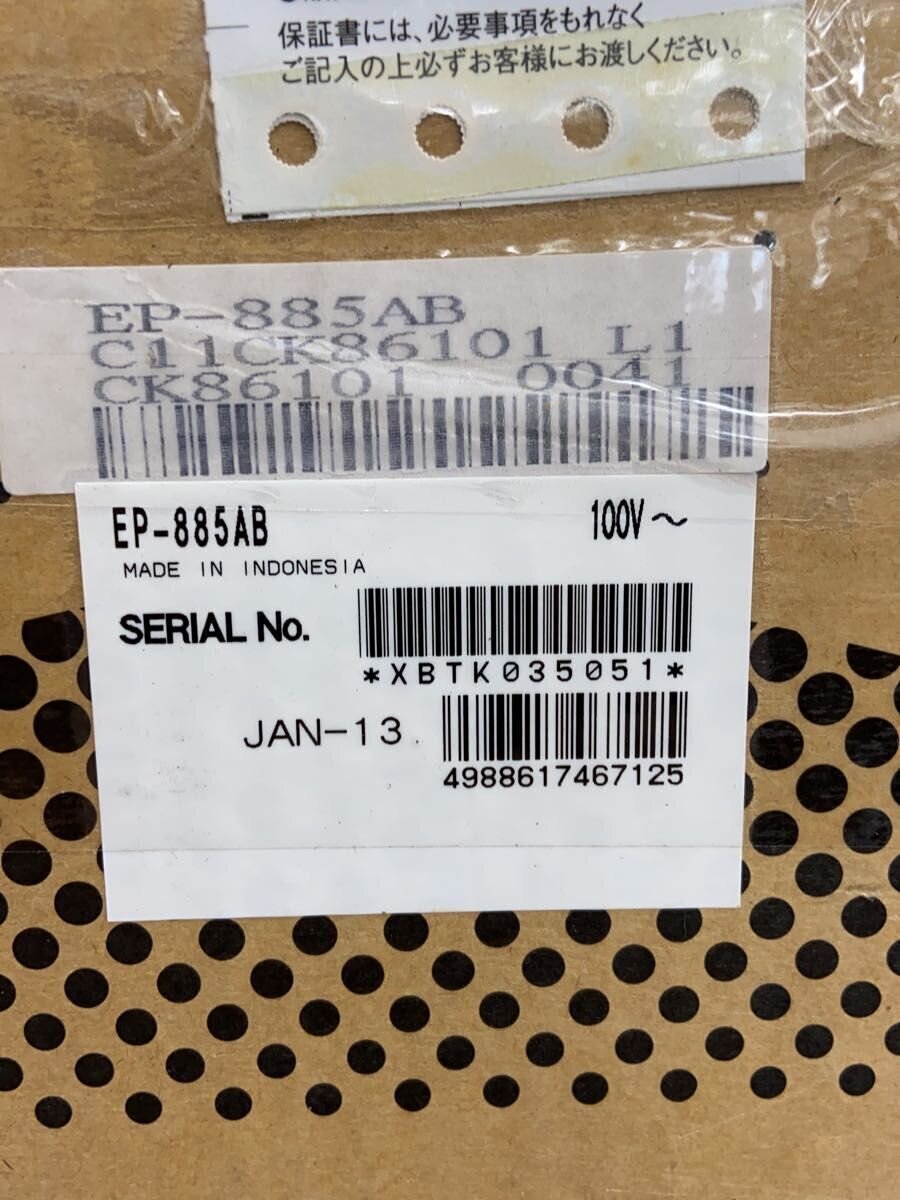 保証書には、必要事項をもれなく
ご記入の上必ずお客様にお渡しください。
EP-885AB
C11CK86101 L1
CK86101 0041
EP-885AB 100V～
MADE IN INDONESIA
SERIAL No.
*XBTK035051*
JAN-13
4988617467125